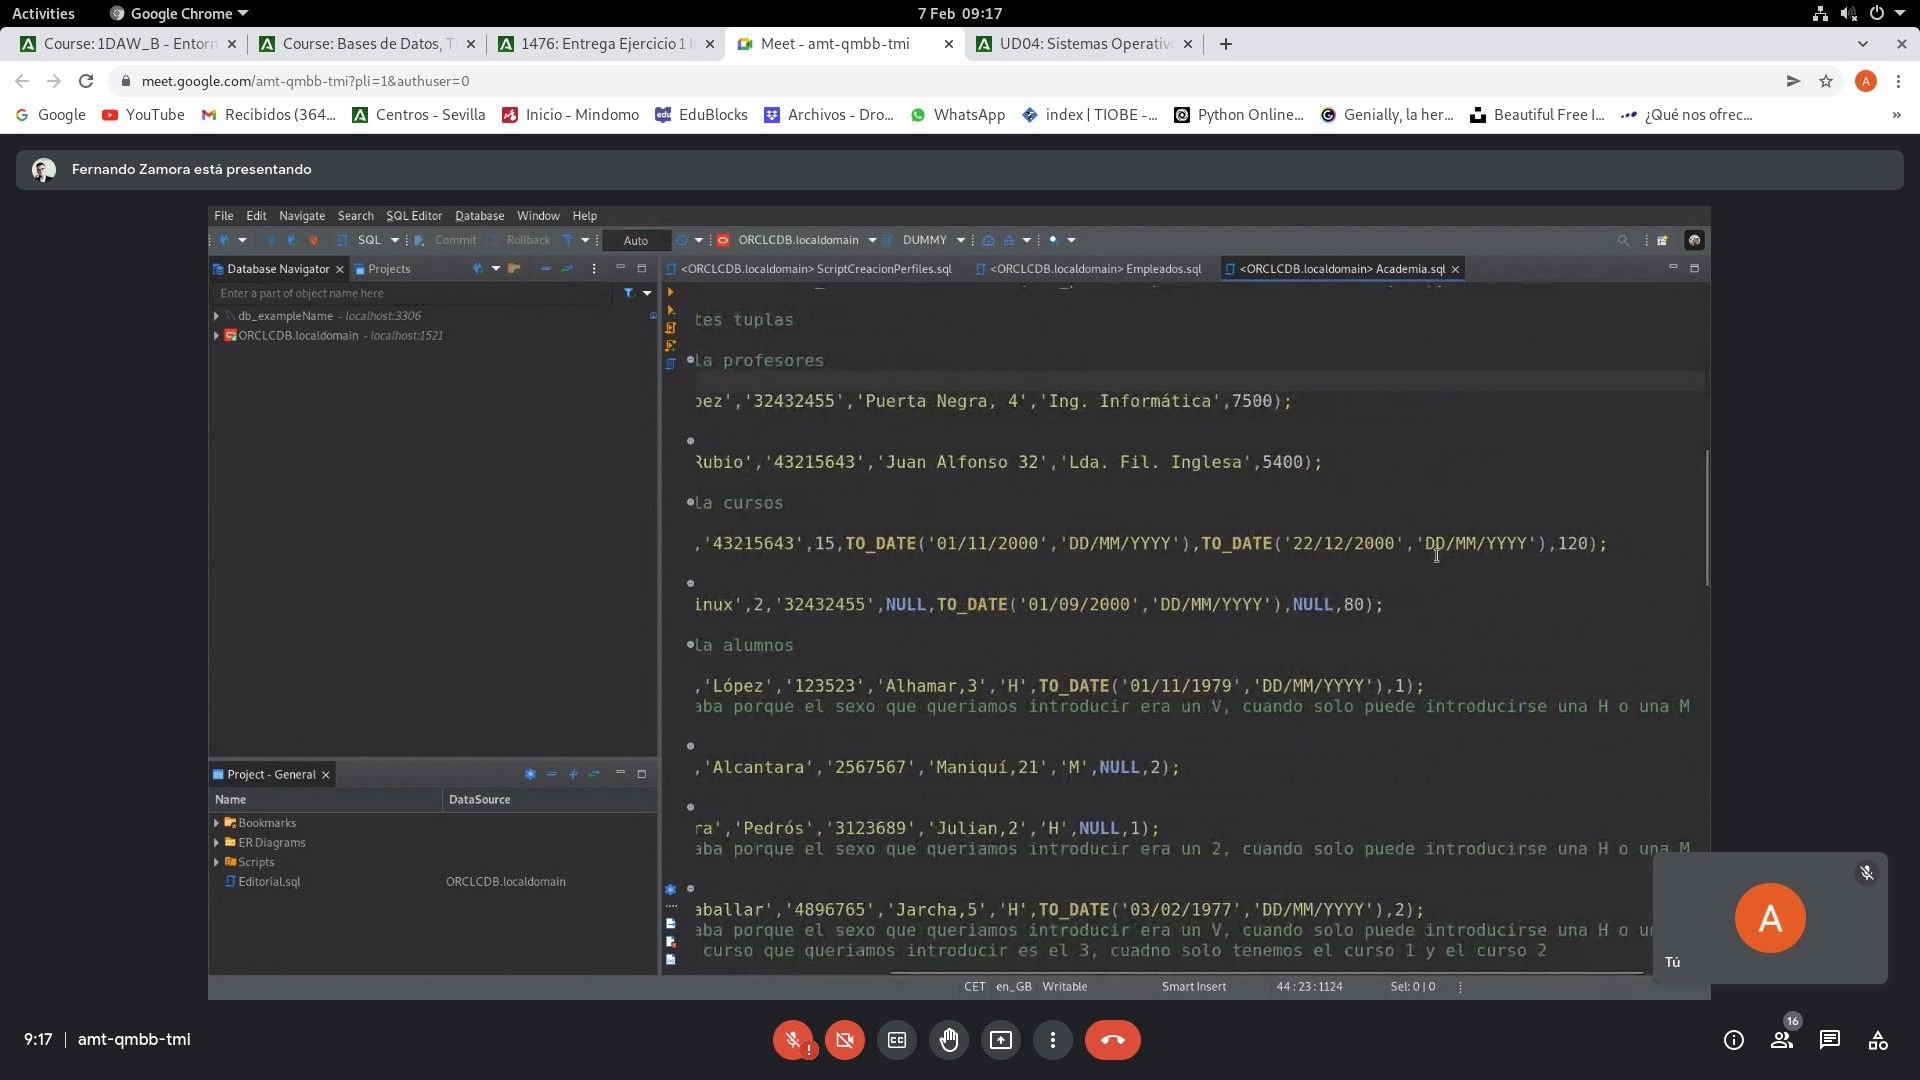 Activities
Google Chrome
7 Feb 09:17
Course: 1DAW_B - Entorn
Course: Bases de Datos, T
1476: Entrega Ejercicio 1 I
Meet - amt-qmbb-tmi
UD04: Sistemas Operativ
meet.google.com/amt-qmbb-tmi?pli=1&authuser=0
A
Google
YouTube
Recibidos (364...
Centros - Sevilla
Inicio - Mindomo
EduBlocks
Archivos - Dro...
WhatsApp
index | TIOBE -...
Python Online...
Genially, la her...
Beautiful Free I...
¿Qué nos ofrec...
»
Fernando Zamora está presentando
File Edit Navigate Search SQL Editor Database Window Help
SQL Commit Rollback Auto ORCLCDB.localdomain DUMMY
Database Navigator Projects
<ORCLCDB.localdomain> ScriptCreacionPerfiles.sql
<ORCLCDB.localdomain> Empleados.sql
<ORCLCDB.localdomain> Academia.sql
Enter a part of object name here
db_exampleName - localhost:3306
ORCLCDB.localdomain - localhost:1521
tes tuplas
la profesores
pez','32432455','Puerta Negra, 4','Ing. Informática',7500);
Rubio','43215643','Juan Alfonso 32','Lda. Fil. Inglesa',5400);
la cursos
,'43215643',15,TO_DATE('01/11/2000','DD/MM/YYYY'),TO_DATE('22/12/2000','DD/MM/YYYY'),120);
inux',2,'32432455',NULL,TO_DATE('01/09/2000','DD/MM/YYYY'),NULL,80);
la alumnos
,'López','123523','Alhamar,3','H',TO_DATE('01/11/1979','DD/MM/YYYY'),1);
aba porque el sexo que queriamos introducir era un V, cuando solo puede introducirse una H o una M
,'Alcantara','2567567','Maniquí,21','M',NULL,2);
ra','Pedrós','3123689','Julian,2','H',NULL,1);
aba porque el sexo que queriamos introducir era un 2, cuando solo puede introducirse una H o una M
aballar','4896765','Jarcha,5','H',TO_DATE('03/02/1977','DD/MM/YYYY'),2);
aba porque el sexo que queriamos introducir era un V, cuando solo puede introducirse una H o un
curso que queriamos introducir es el 3, cuadno solo tenemos el curso 1 y el curso 2
Project - General
Name DataSource
Bookmarks
ER Diagrams
Scripts
Editorial.sql ORCLCDB.localdomain
CET en_GB Writable Smart Insert 44 : 23 : 1124 Sel: 0 | 0
A
Tú
9:17 | amt-qmbb-tmi
16